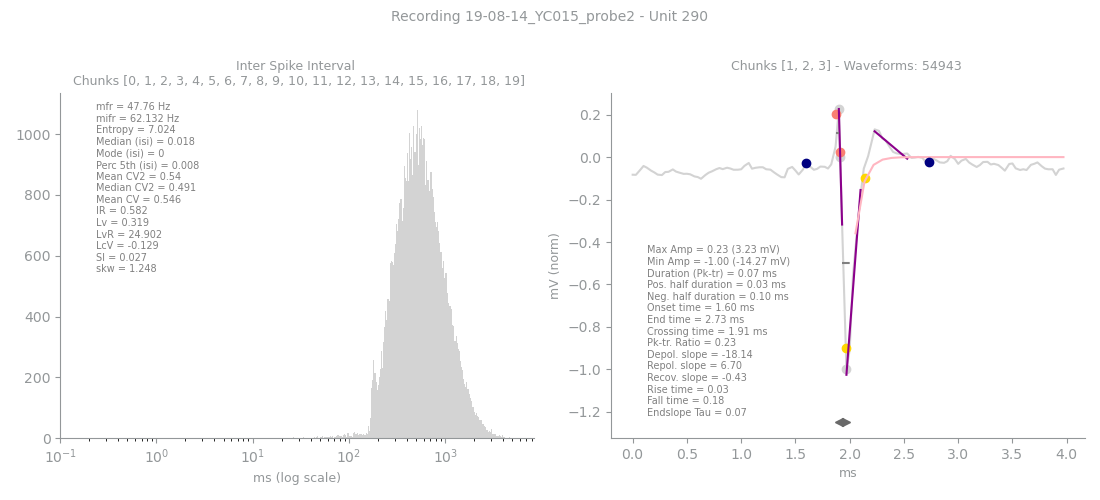 Recording 19-08-14_YC015_probe2 - Unit 290
Inter Spike Interval
Chunks [0, 1, 2, 3, 4, 5, 6, 7, 8, 9, 10, 11, 12, 13, 14, 15, 16, 17, 18, 19]
mfr = 47.76 Hz
mifr = 62.132 Hz
Entropy = 7.024
Median (isi) = 0.018
Mode (isi) = 0
Perc 5th (isi) = 0.008
Mean CV2 = 0.54
Median CV2 = 0.491
Mean CV = 0.546
IR = 0.582
Lv = 0.319
LvR = 24.902
LcV = -0.129
SI = 0.027
skw = 1.248
1000
800
600
400
200
0
10⁻¹ 10⁰ 10¹ 10² 10³
ms (log scale)
Chunks [1, 2, 3] - Waveforms: 54943
mV (norm)
0.2
0.0
−0.2
−0.4
−0.6
−0.8
−1.0
−1.2
Max Amp = 0.23 (3.23 mV)
Min Amp = -1.00 (-14.27 mV)
Duration (Pk-tr) = 0.07 ms
Pos. half duration = 0.03 ms
Neg. half duration = 0.10 ms
Onset time = 1.60 ms
End time = 2.73 ms
Crossing time = 1.91 ms
Pk-tr. Ratio = 0.23
Depol. slope = -18.14
Repol. slope = 6.70
Recov. slope = -0.43
Rise time = 0.03
Fall time = 0.18
Endslope Tau = 0.07
0.0 0.5 1.0 1.5 2.0 2.5 3.0 3.5 4.0
ms